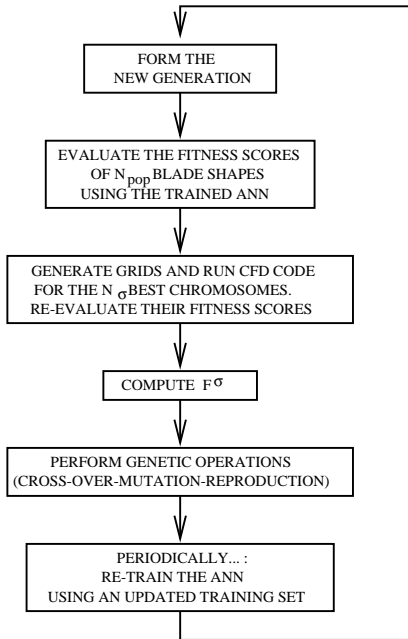 FORM THE
NEW GENERATION
EVALUATE THE FITNESS SCORES
OF N pop BLADE SHAPES
USING THE TRAINED ANN
GENERATE GRIDS AND RUN CFD CODE
FOR THE N σ BEST CHROMOSOMES.
RE-EVALUATE THEIR FITNESS SCORES
COMPUTE F σ
PERFORM GENETIC OPERATIONS
(CROSS-OVER-MUTATION-REPRODUCTION)
PERIODICALLY... :
RE-TRAIN THE ANN
USING AN UPDATED TRAINING SET